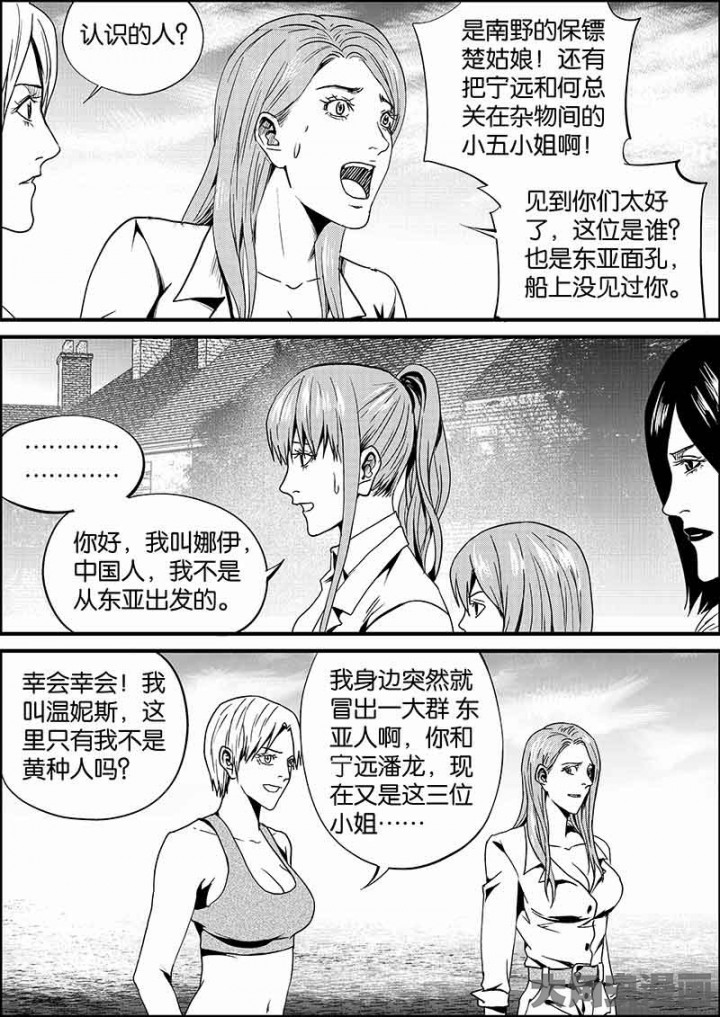 认识的人？
是南野的保镖
楚姑娘！还有
把宁远和何总
关在杂物间的
小五小姐啊！
见到你们太好
了，这位是谁？
也是东亚面孔，
船上没见过你。
…………
…………
你好，我叫娜伊，
中国人，我不是
从东亚出发的。
幸会幸会！我
叫温妮斯，这
里只有我不是
黄种人吗？
我身边突然就
冒出一大群 东
亚人啊，你和
宁远潘龙，现
在又是这三位
小姐……